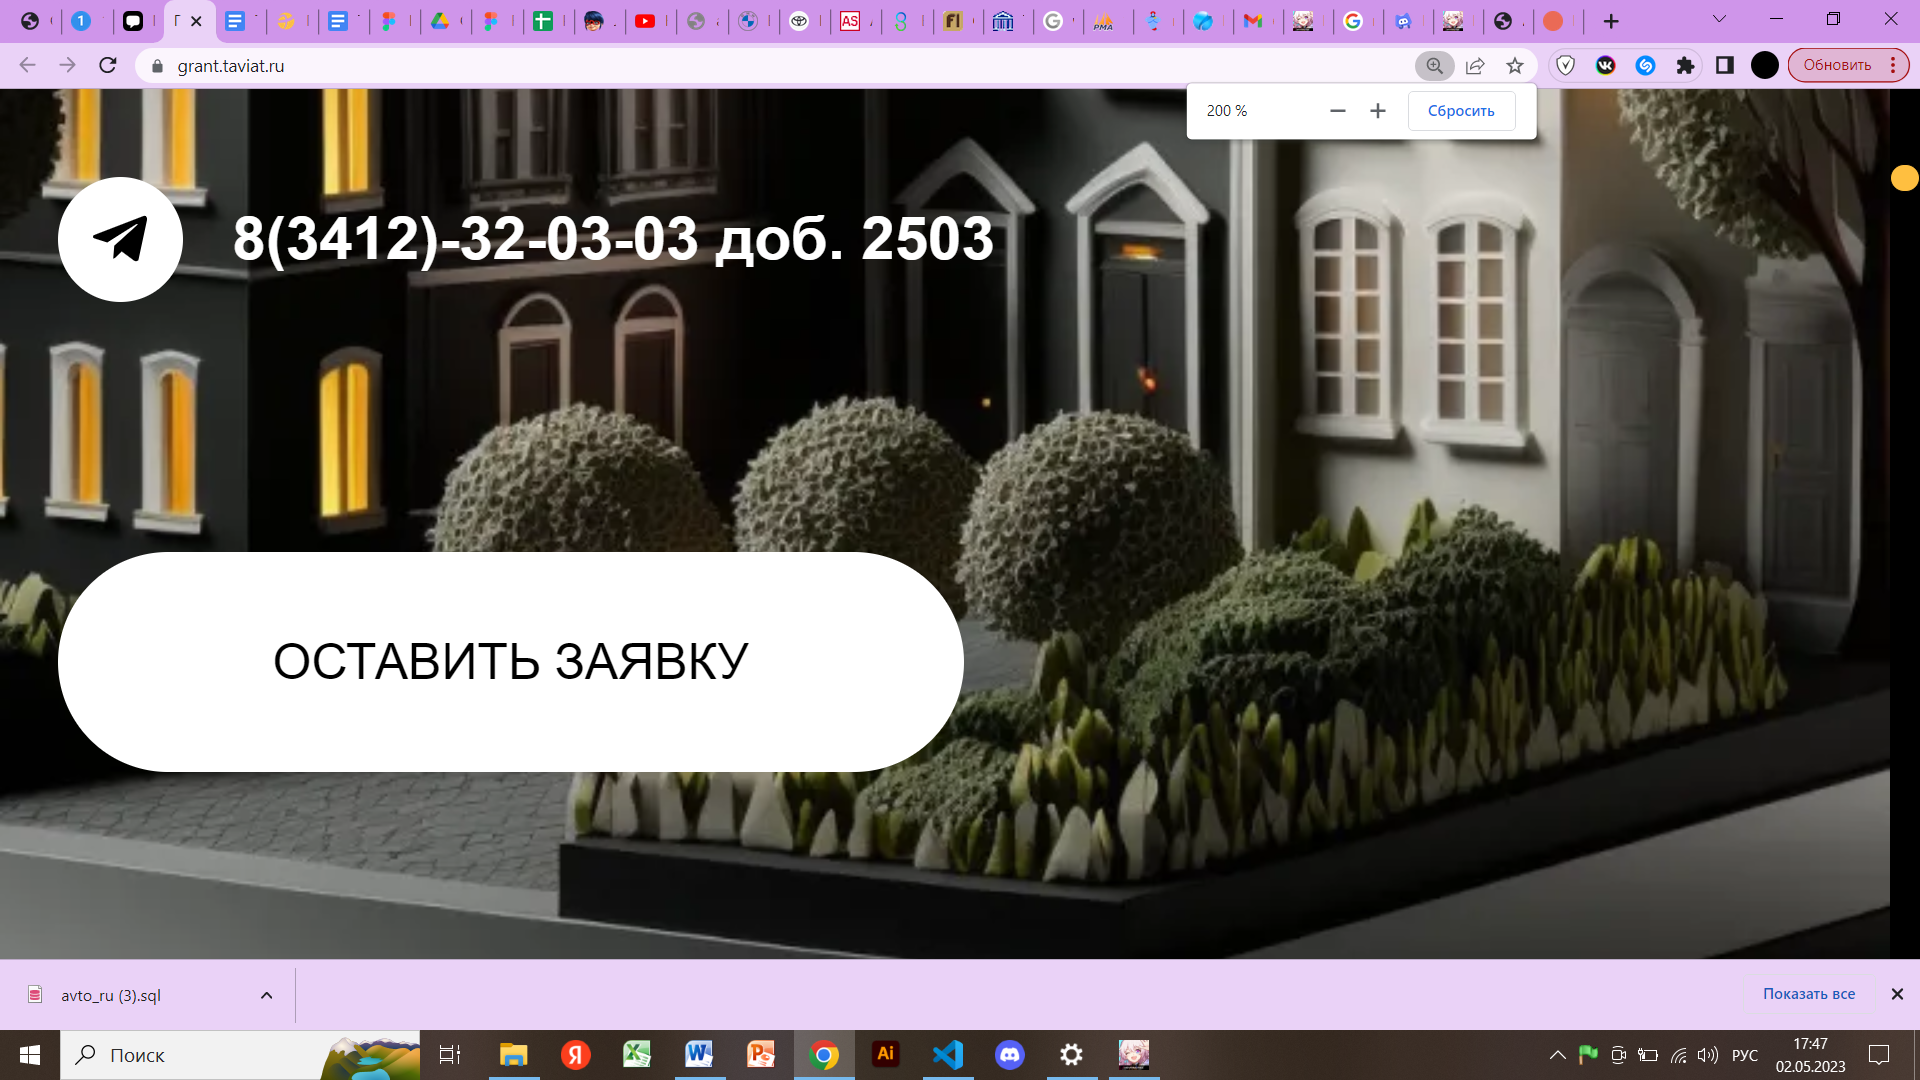 grant.taviat.ru
Обновить
200 %
Сбросить
8(3412)-32-03-03 доб. 2503
ОСТАВИТЬ ЗАЯВКУ
avto_ru (3).sql
Показать все
Поиск
РУС
17:47
02.05.2023